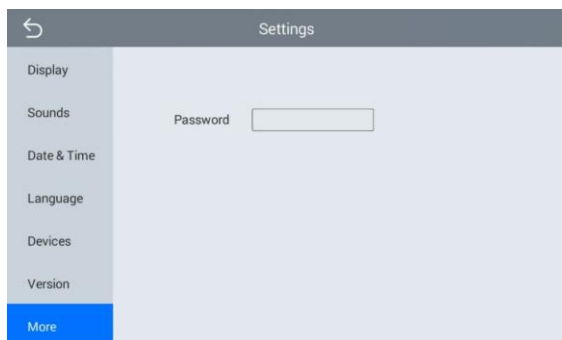 Settings
Display
Sounds
Password
Date & Time
Language
Devices
Version
More